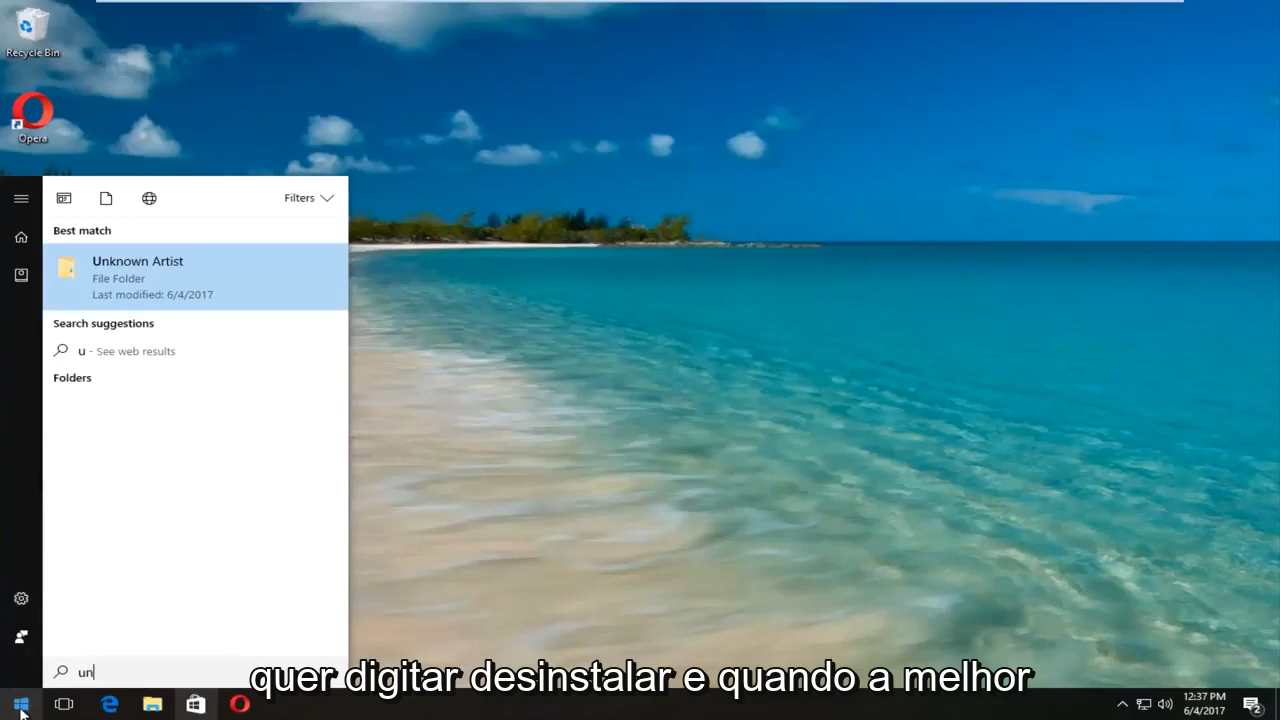 Recycle Bin
Opera
Filters
Best match
Unknown Artist
File Folder
Last modified: 6/4/2017
Search suggestions
u - See web results
Folders
un
quer digitar desinstalar e quando a melhor
12:37 PM
6/4/2017
2